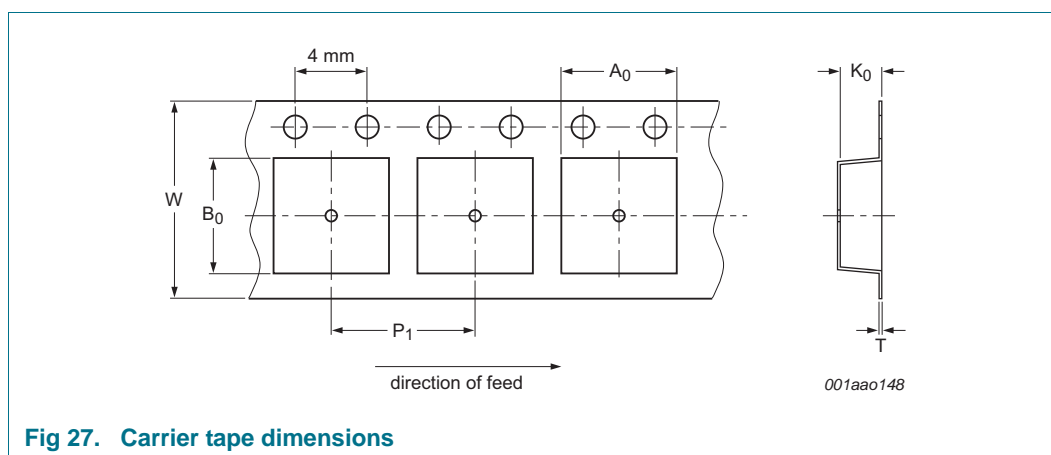 4 mm
A0
K0
W
B0
P1
T
direction of feed
001aao148
Fig 27. Carrier tape dimensions